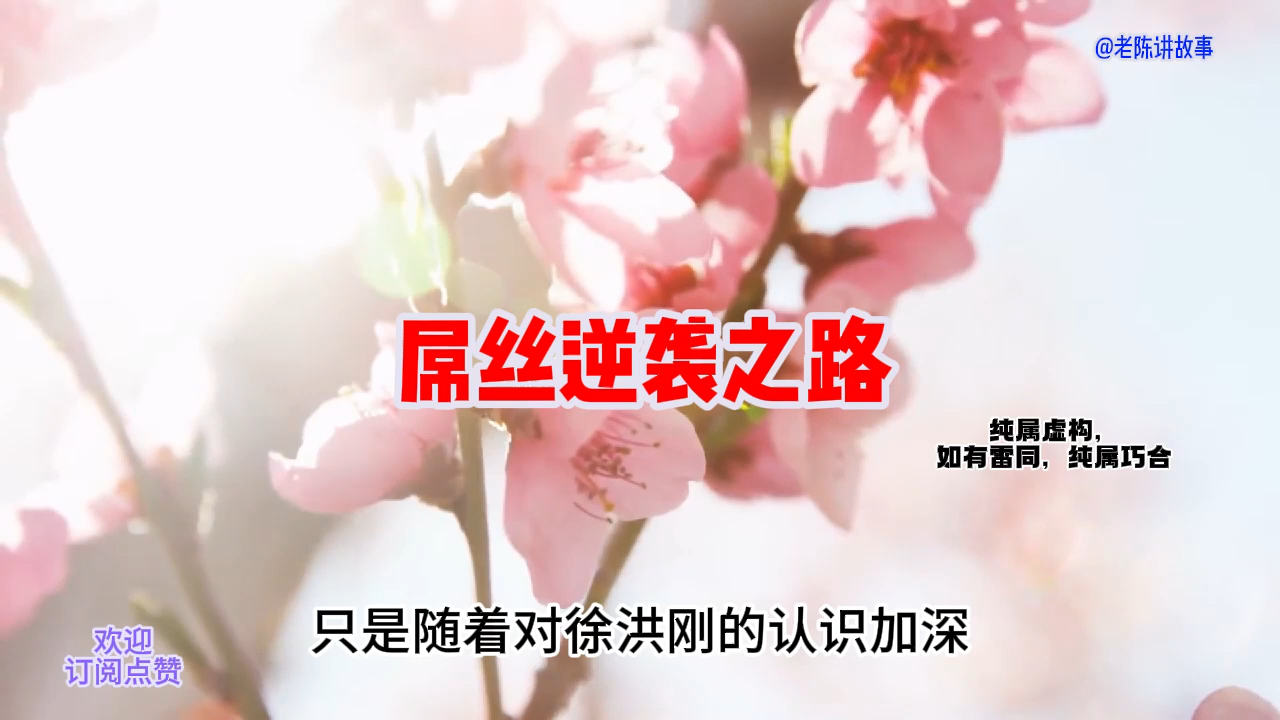 @老陈讲故事
屌丝逆袭之路
纯属虚构，
如有雷同，纯属巧合
只是随着对徐洪刚的认识加深
欢迎
订阅点赞